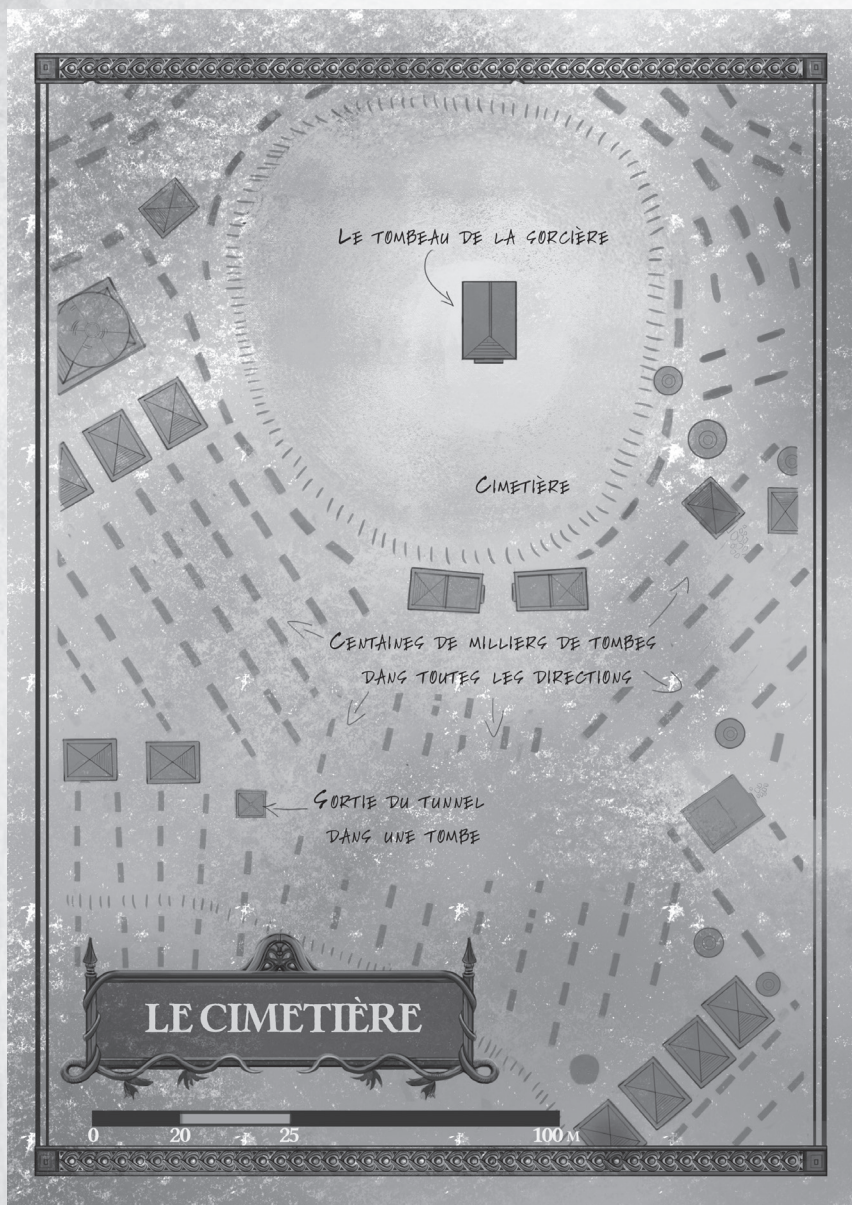 Le tombeau de la sorcière
Cimetière
Centaines de milliers de tombes
dans toutes les directions
Sortie du tunnel
dans une tombe
LE CIMETIÈRE
0 20 25 100 M